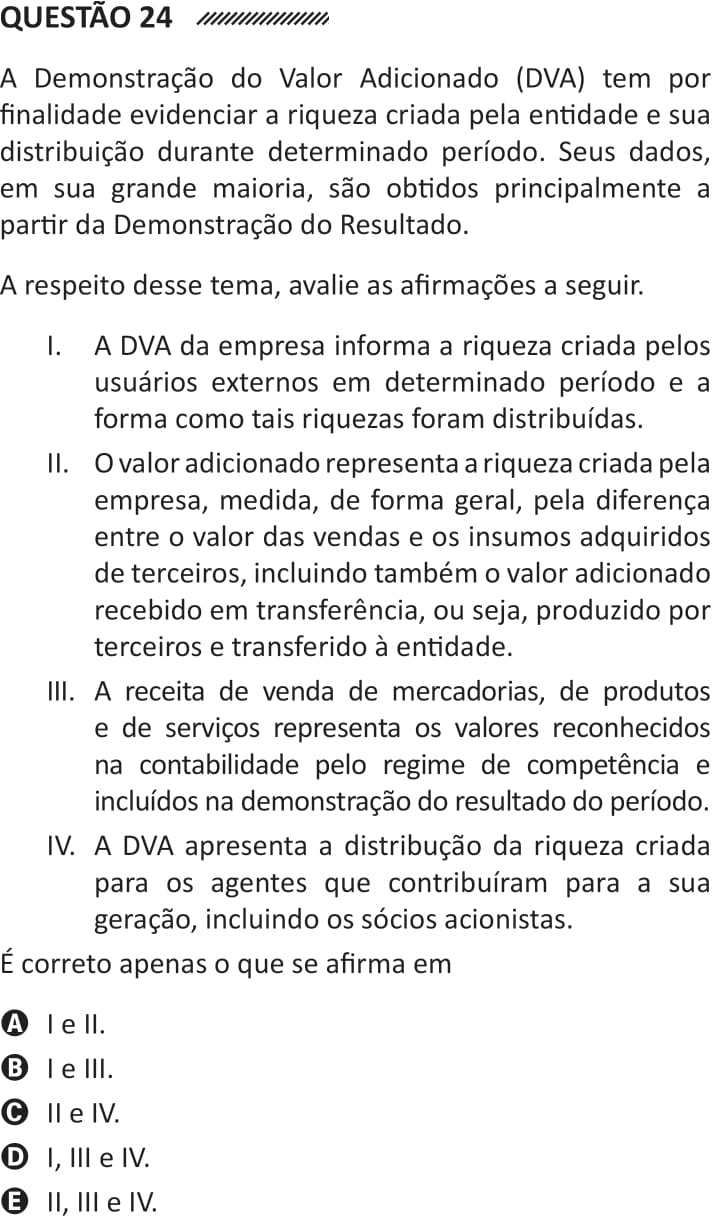 QUESTÃO 24
A Demonstração do Valor Adicionado (DVA) tem por
finalidade evidenciar a riqueza criada pela entidade e sua
distribuição durante determinado período. Seus dados,
em sua grande maioria, são obtidos principalmente a
partir da Demonstração do Resultado.
A respeito desse tema, avalie as afirmações a seguir.
I. A DVA da empresa informa a riqueza criada pelos
usuários externos em determinado período e a
forma como tais riquezas foram distribuídas.
II. O valor adicionado representa a riqueza criada pela
empresa, medida, de forma geral, pela diferença
entre o valor das vendas e os insumos adquiridos
de terceiros, incluindo também o valor adicionado
recebido em transferência, ou seja, produzido por
terceiros e transferido à entidade.
III. A receita de venda de mercadorias, de produtos
e de serviços representa os valores reconhecidos
na contabilidade pelo regime de competência e
incluídos na demonstração do resultado do período.
IV. A DVA apresenta a distribução da riqueza criada
para os agentes que contribuíram para a sua
geração, incluindo os sócios acionistas.
É correto apenas o que se afirma em
A I e II.
B I e III.
C II e IV.
D I, III e IV.
E II, III e IV.